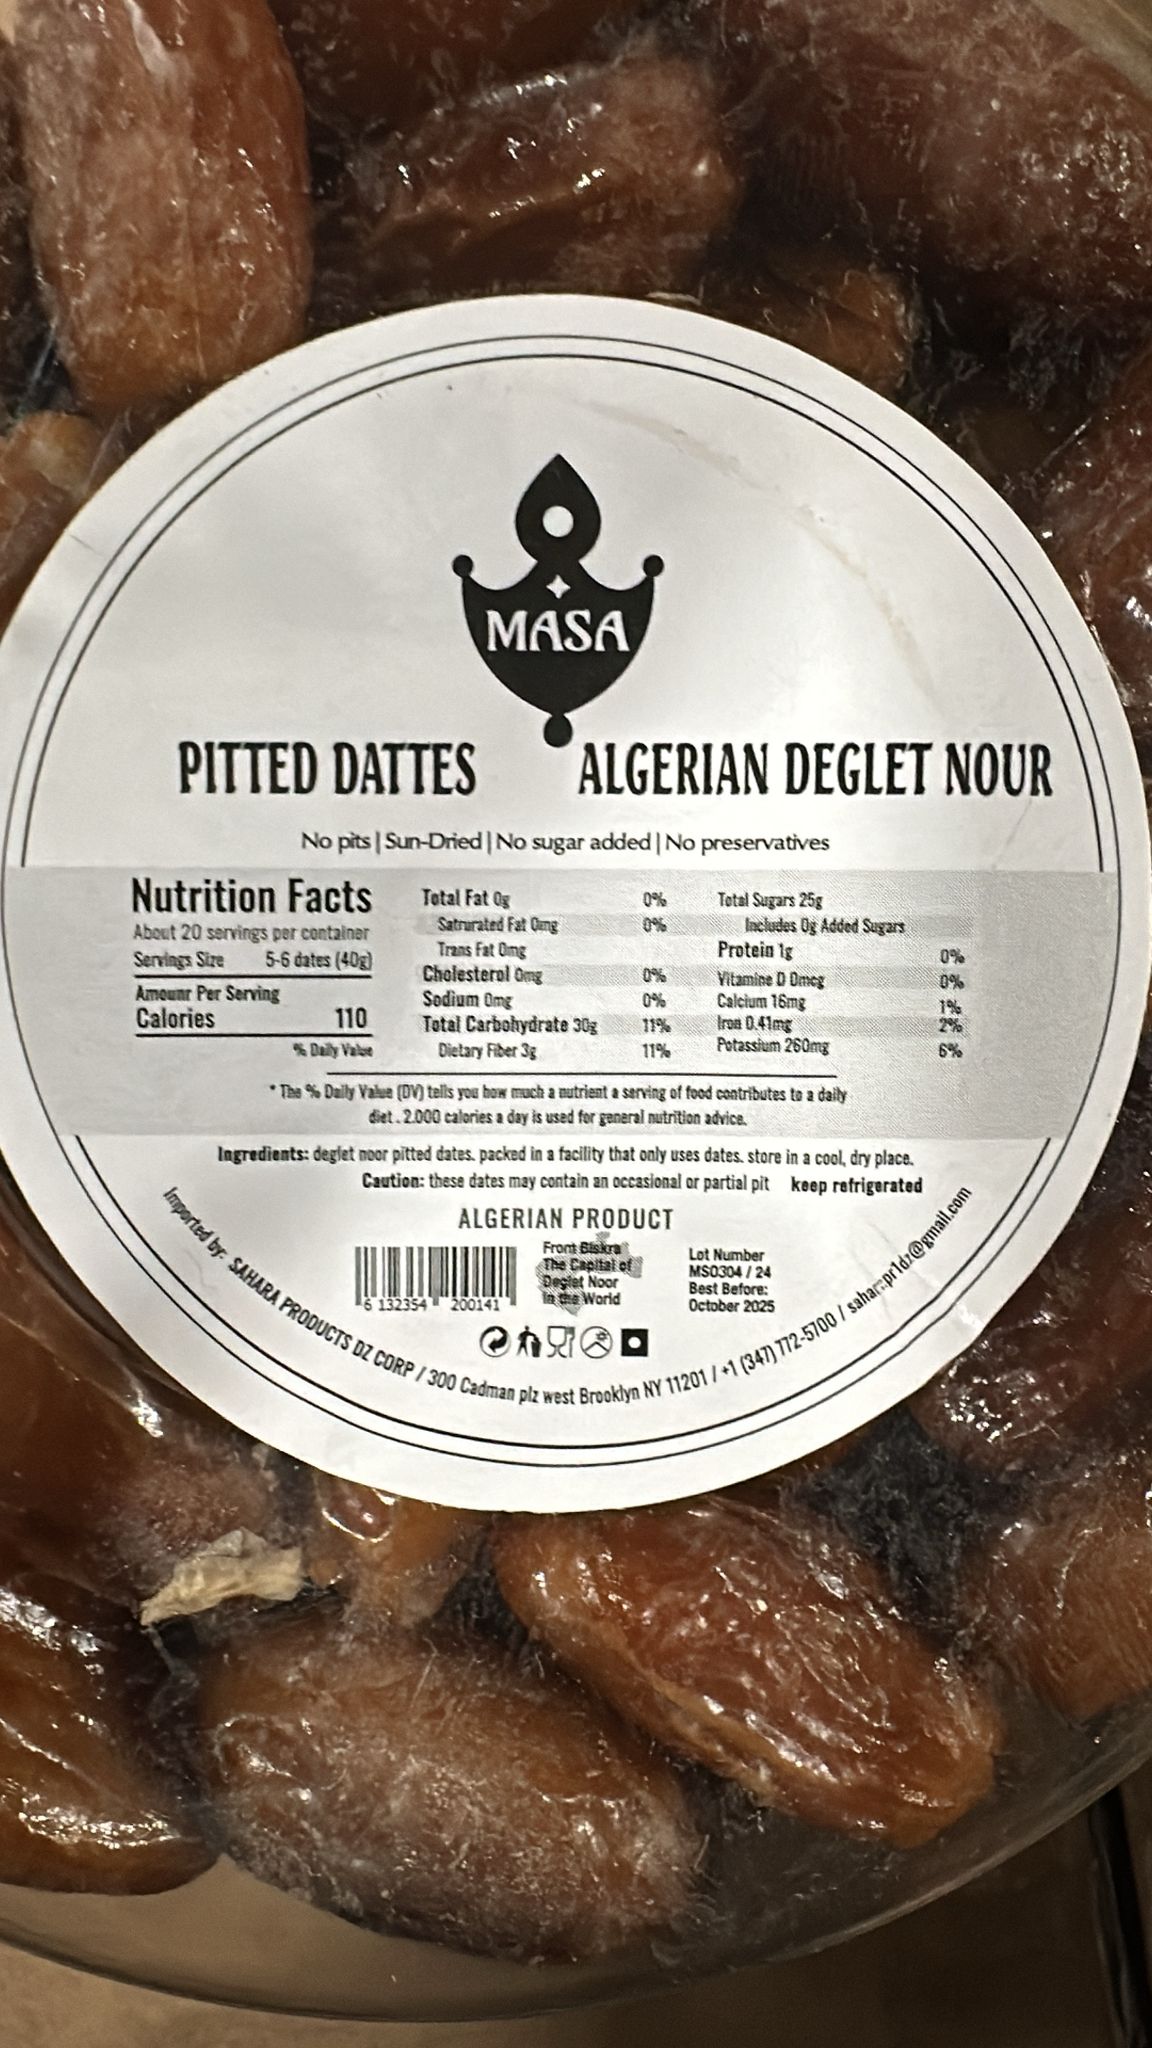 MASA
PITTED DATTES ALGERIAN DEGLET NOUR
No pits | Sun-Dried | No sugar added | No preservatives
Nutrition Facts
About 20 servings per container
Servings Size 5-6 dates (40g)
Amounr Per Serving
Calories 110
% Daily Value
Total Fat 0g 0%
Satrurated Fat 0mg 0%
Trans Fat 0mg
Cholesterol 0mg 0%
Sodium 0mg 0%
Total Carbohydrate 30g 11%
Dietary Fiber 3g 11%
Total Sugars 25g
Includes 0g Added Sugars
Protein 1g 0%
Vitamine D 0mcg 0%
Calcium 16mg 1%
Iron 0.41mg 2%
Potassium 260mg 6%
* The % Daily Value (DV) tells you how much a nutrient a serving of food contributes to a daily
diet . 2.000 calories a day is used for general nutrition advice.
Ingredients: deglet noor pitted dates. packed in a facility that only uses dates. store in a cool, dry place.
Caution: these dates may contain an occasional or partial pit keep refrigerated
ALGERIAN PRODUCT
6 132354 200141
Front Biskra
The Capital of
Deglet Noor
In the World
Lot Number
MS0304 / 24
Best Before:
October 2025
Imported by: SAHARA PRODUCTS DZ CORP / 300 Cadman plz west Brooklyn NY 11201 / +1 (347) 772-5700 /